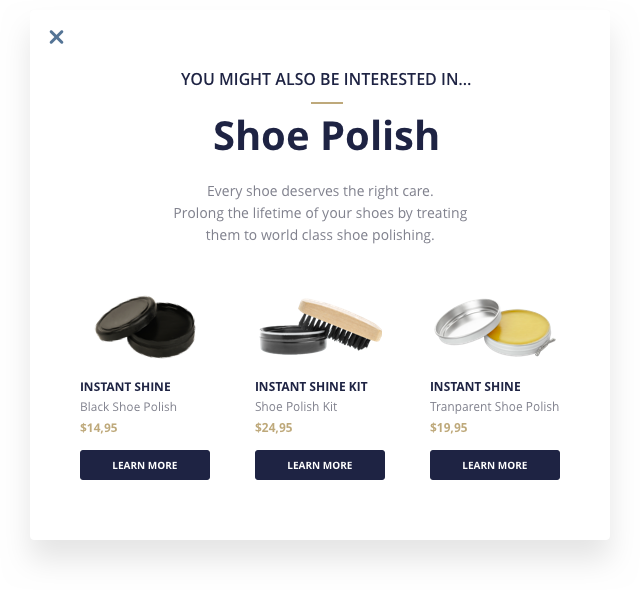 YOU MIGHT ALSO BE INTERESTED IN...
Shoe Polish
Every shoe deserves the right care.
Prolong the lifetime of your shoes by treating
them to world class shoe polishing.
INSTANT SHINE
Black Shoe Polish
$14,95
LEARN MORE
INSTANT SHINE KIT
Shoe Polish Kit
$24,95
LEARN MORE
INSTANT SHINE
Tranparent Shoe Polish
$19,95
LEARN MORE